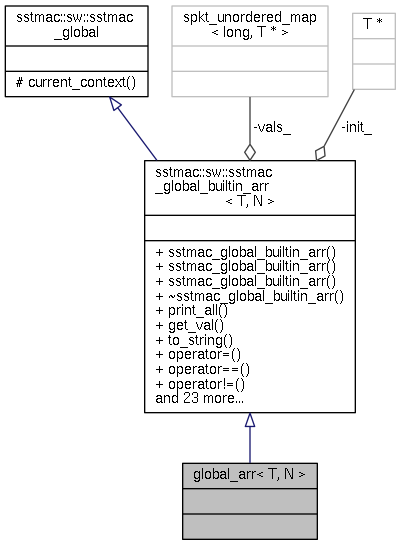 sstmac::sw::sstmac
_global
# current_context()
spkt_unordered_map
< long, T * >
T *
-vals_
-init_
sstmac::sw::sstmac
_global_builtin_arr
< T, N >
+ sstmac_global_builtin_arr()
+ sstmac_global_builtin_arr()
+ sstmac_global_builtin_arr()
+ ~sstmac_global_builtin_arr()
+ print_all()
+ get_val()
+ to_string()
+ operator=()
+ operator==()
+ operator!=()
and 23 more...
global_arr< T, N >